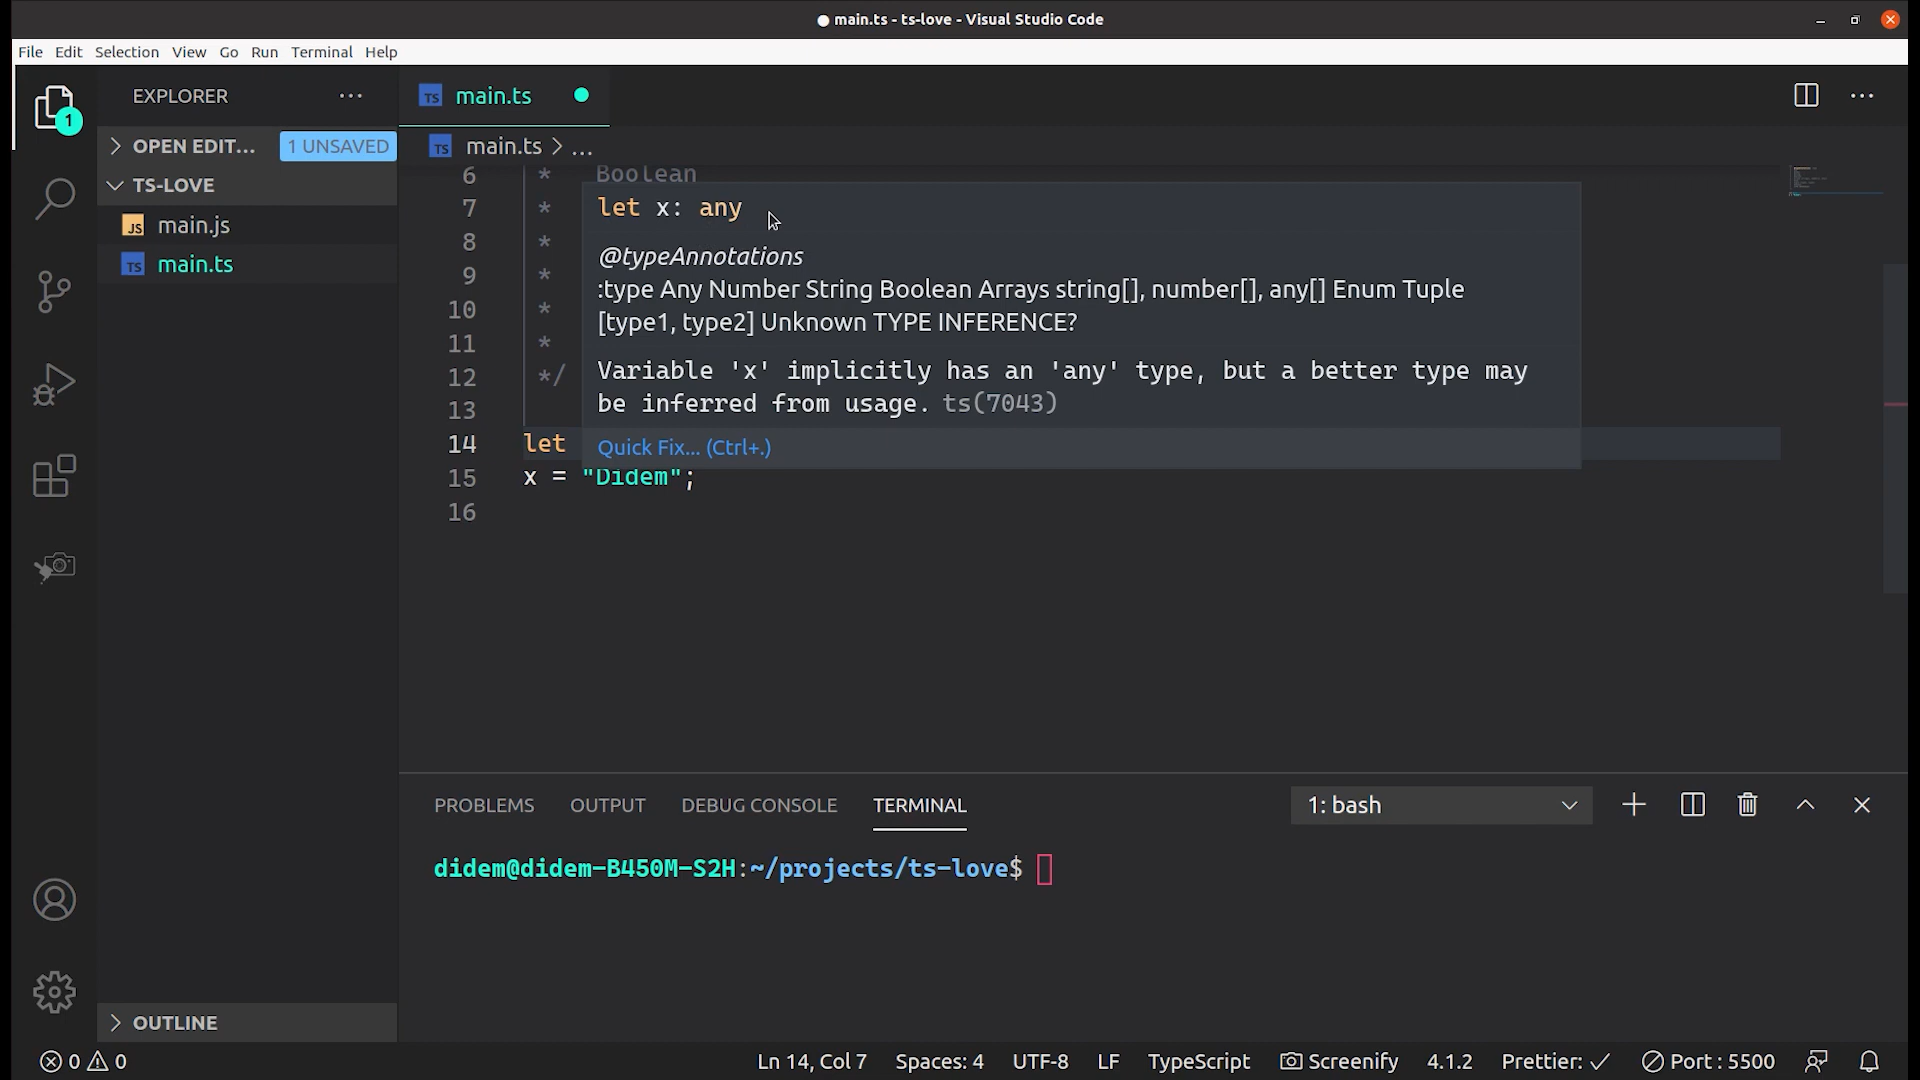 main.ts - ts-love - Visual Studio Code
File Edit Selection View Go Run Terminal Help
EXPLORER
1
OPEN EDIT... 1 UNSAVED
TS-LOVE
JS main.js
TS main.ts
OUTLINE
TS main.ts
TS main.ts > ...
6 * Boolean
7 *
8 *
9 *
10 *
11 *
12 */
13
14 let
15 x = "Didem";
16
let x: any
@typeAnnotations
:type Any Number String Boolean Arrays string[], number[], any[] Enum Tuple
[type1, type2] Unknown TYPE INFERENCE?
Variable 'x' implicitly has an 'any' type, but a better type may
be inferred from usage. ts(7043)
Quick Fix... (Ctrl+.)
PROBLEMS OUTPUT DEBUG CONSOLE TERMINAL 1: bash
didem@didem-B450M-S2H:~/projects/ts-love$
0 0 Ln 14, Col 7 Spaces: 4 UTF-8 LF TypeScript Screenify 4.1.2 Prettier: ✓ Port : 5500